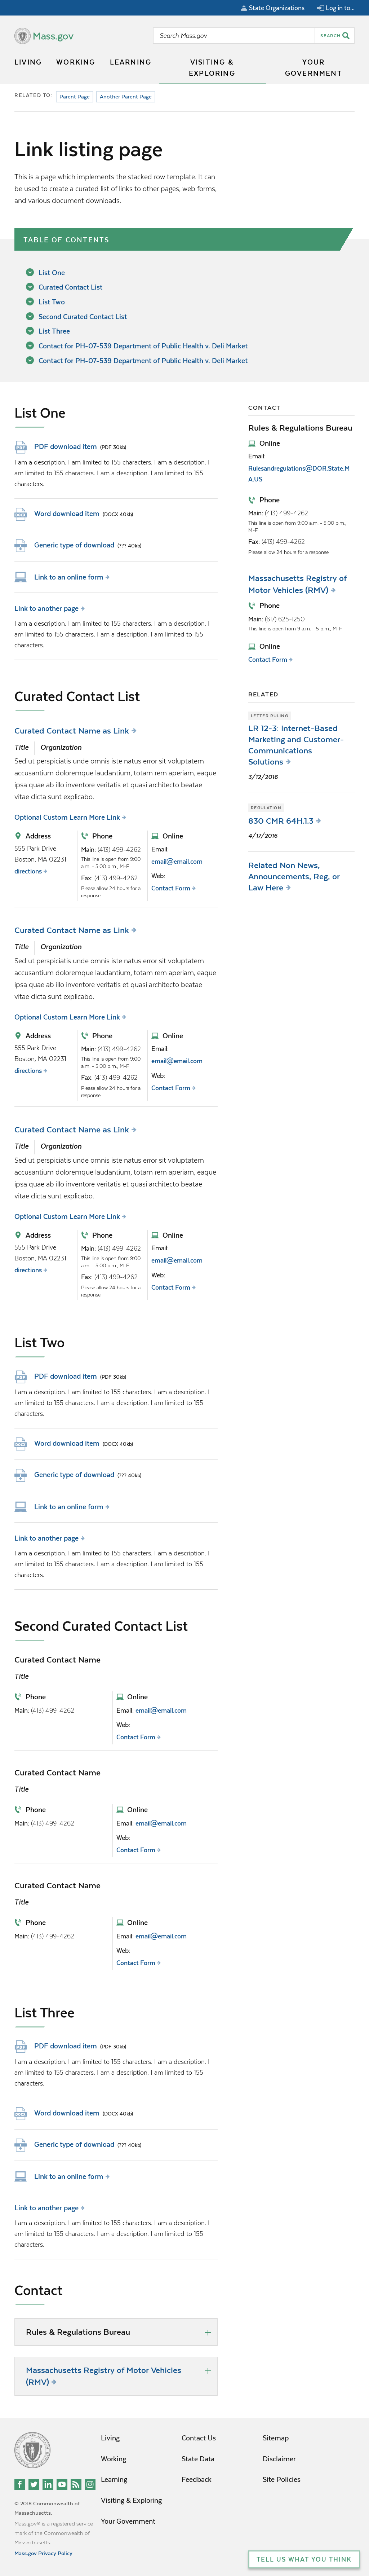 State Organizations
Log in to...
Mass.gov
Search Mass.gov
SEARCH
LIVING
WORKING
LEARNING
VISITING &
EXPLORING
YOUR
GOVERNMENT
RELATED TO:
Parent Page
Another Parent Page
Link listing page
This is a page which implements the stacked row template. It can
be used to create a curated list of links to other pages, web forms,
and various document downloads.
TABLE OF CONTENTS
List One
Curated Contact List
List Two
Second Curated Contact List
List Three
Contact for PH-07-539 Department of Public Health v. Deli Market
Contact for PH-07-539 Department of Public Health v. Deli Market
List One
PDF download item (PDF 30kb)
I am a description. I am limited to 155 characters. I am a description. I
am limited to 155 characters. I am a description. I am limited to 155
characters.
Word download item (DOCX 40kb)
Generic type of download (??? 40kb)
Link to an online form
Link to another page
I am a description. I am limited to 155 characters. I am a description. I
am limited to 155 characters. I am a description. I am limited to 155
characters.
Curated Contact List
Curated Contact Name as Link
Title
Organization
Sed ut perspiciatis unde omnis iste natus error sit voluptatem
accusantium doloremque laudantium, totam rem aperiam, eaque
ipsa quae ab illo inventore veritatis et quasi architecto beatae
vitae dict sunt explicabo.
Optional Custom Learn More Link
Address
555 Park Drive
Boston, MA 02231
directions
Phone
Main: (413) 499-4262
This line is open from 9:00
a.m. - 5:00 p.m., M-F
Fax: (413) 499-4262
Please allow 24 hours for a
response
Online
Email:
email@email.com
Web:
Contact Form
Curated Contact Name as Link
Title
Organization
Sed ut perspiciatis unde omnis iste natus error sit voluptatem
accusantium doloremque laudantium, totam rem aperiam, eaque
ipsa quae ab illo inventore veritatis et quasi architecto beatae
vitae dict sunt explicabo.
Optional Custom Learn More Link
Address
555 Park Drive
Boston, MA 02231
directions
Phone
Main: (413) 499-4262
This line is open from 9:00
a.m. - 5:00 p.m., M-F
Fax: (413) 499-4262
Please allow 24 hours for a
response
Online
Email:
email@email.com
Web:
Contact Form
Curated Contact Name as Link
Title
Organization
Sed ut perspiciatis unde omnis iste natus error sit voluptatem
accusantium doloremque laudantium, totam rem aperiam, eaque
ipsa quae ab illo inventore veritatis et quasi architecto beatae
vitae dict sunt explicabo.
Optional Custom Learn More Link
Address
555 Park Drive
Boston, MA 02231
directions
Phone
Main: (413) 499-4262
This line is open from 9:00
a.m. - 5:00 p.m., M-F
Fax: (413) 499-4262
Please allow 24 hours for a
response
Online
Email:
email@email.com
Web:
Contact Form
List Two
PDF download item (PDF 30kb)
I am a description. I am limited to 155 characters. I am a description. I
am limited to 155 characters. I am a description. I am limited to 155
characters.
Word download item (DOCX 40kb)
Generic type of download (??? 40kb)
Link to an online form
Link to another page
I am a description. I am limited to 155 characters. I am a description. I
am limited to 155 characters. I am a description. I am limited to 155
characters.
Second Curated Contact List
Curated Contact Name
Title
Phone
Main: (413) 499-4262
Online
Email: email@email.com
Web:
Contact Form
Curated Contact Name
Title
Phone
Main: (413) 499-4262
Online
Email: email@email.com
Web:
Contact Form
Curated Contact Name
Title
Phone
Main: (413) 499-4262
Online
Email: email@email.com
Web:
Contact Form
List Three
PDF download item (PDF 30kb)
I am a description. I am limited to 155 characters. I am a description. I
am limited to 155 characters. I am a description. I am limited to 155
characters.
Word download item (DOCX 40kb)
Generic type of download (??? 40kb)
Link to an online form
Link to another page
I am a description. I am limited to 155 characters. I am a description. I
am limited to 155 characters. I am a description. I am limited to 155
characters.
Contact
Rules & Regulations Bureau
Massachusetts Registry of Motor Vehicles
(RMV)
CONTACT
Rules & Regulations Bureau
Online
Email:
Rulesandregulations@DOR.State.M
A.US
Phone
Main: (413) 499-4262
This line is open from 9:00 a.m. - 5:00 p.m.,
M-F
Fax: (413) 499-4262
Please allow 24 hours for a response
Massachusetts Registry of
Motor Vehicles (RMV)
Phone
Main: (617) 625-1250
This line is open from 9 a.m. - 5 p.m., M-F
Online
Contact Form
RELATED
LETTER RULING
LR 12-3: Internet-Based
Marketing and Customer-
Communications
Solutions
3/12/2016
REGULATION
830 CMR 64H.1.3
4/17/2016
Related Non News,
Announcements, Reg, or
Law Here
Living
Working
Learning
Visiting & Exploring
Your Government
Contact Us
State Data
Feedback
Sitemap
Disclaimer
Site Policies
© 2018 Commonwealth of
Massachusetts.
Mass.gov® is a registered service
mark of the Commonwealth of
Massachusetts.
Mass.gov Privacy Policy
TELL US WHAT YOU THINK